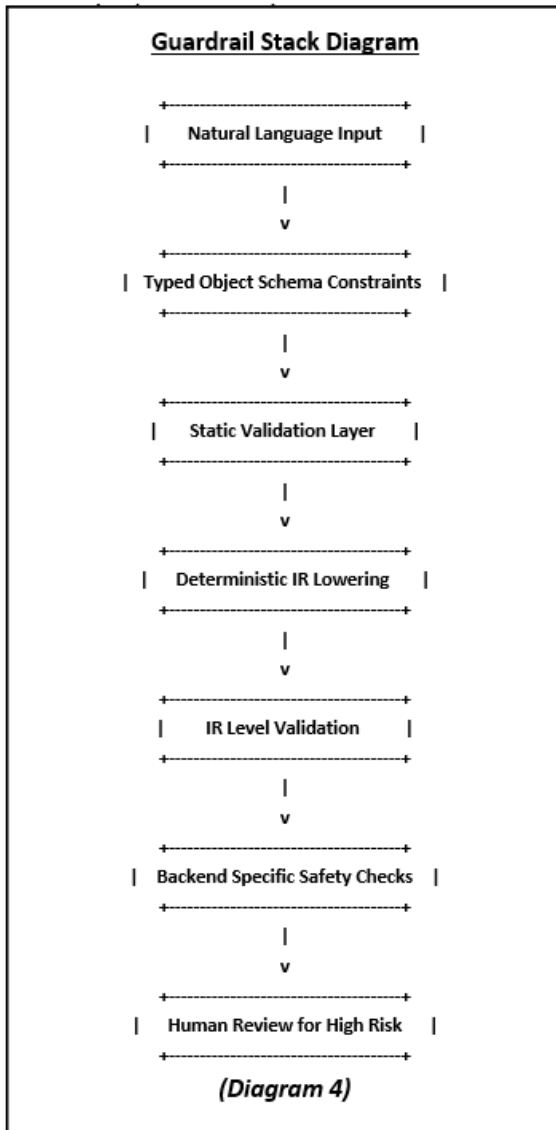 Guardrail Stack Diagram
+---------------------------------------+
| Natural Language Input |
+---------------------------------------+
|
v
+---------------------------------------+
| Typed Object Schema Constraints |
+---------------------------------------+
|
v
+---------------------------------------+
| Static Validation Layer |
+---------------------------------------+
|
v
+---------------------------------------+
| Deterministic IR Lowering |
+---------------------------------------+
|
v
+---------------------------------------+
| IR Level Validation |
+---------------------------------------+
|
v
+---------------------------------------+
| Backend Specific Safety Checks |
+---------------------------------------+
|
v
+---------------------------------------+
| Human Review for High Risk |
+---------------------------------------+
(Diagram 4)